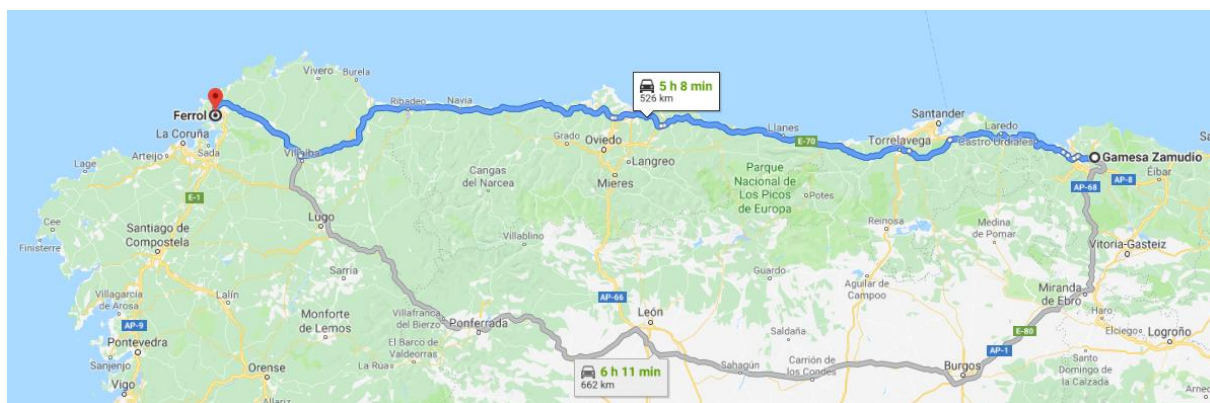 Vivero
Burela
Ferrol
La Coruña
Arteijo
Sada
Lage
E-1
Villalba
Ribadeo
Navia
5 h 8 min
526 km
Grado
Oviedo
Langreo
Mieres
Cangas
del Narcea
Llanes
E-70
Santander
Torrelavega
Laredo
Castro Urdiales
Gamesa Zamudio
AP-8
Éibar
AP-68
Parque
Nacional de
Los Picos
de Europa
Potes
Reinosa
Medina
de Pomar
Vitoria-Gasteiz
Cee
Finisterre
Santiago de
Compostela
Lugo
Sarria
Villablino
Guardo
Aguilar de
Campoo
Miranda
de Ebro
Haro
Elciego
Logroño
Villagarcía
de Arosa
Lalín
Monforte
de Lemos
Villafranca
del Bierzo
Ponferrada
El Barco de
Valdeorras
La Rua
AP-66
León
Saldaña
E-80
AP-1
AP-9
Pontevedra
Sanjenjo
Vigo
Orense
Allariz
6 h 11 min
662 km
Sahagún
Carrión de
los Condes
Burgos
Santo
Domingo de
la Calzada